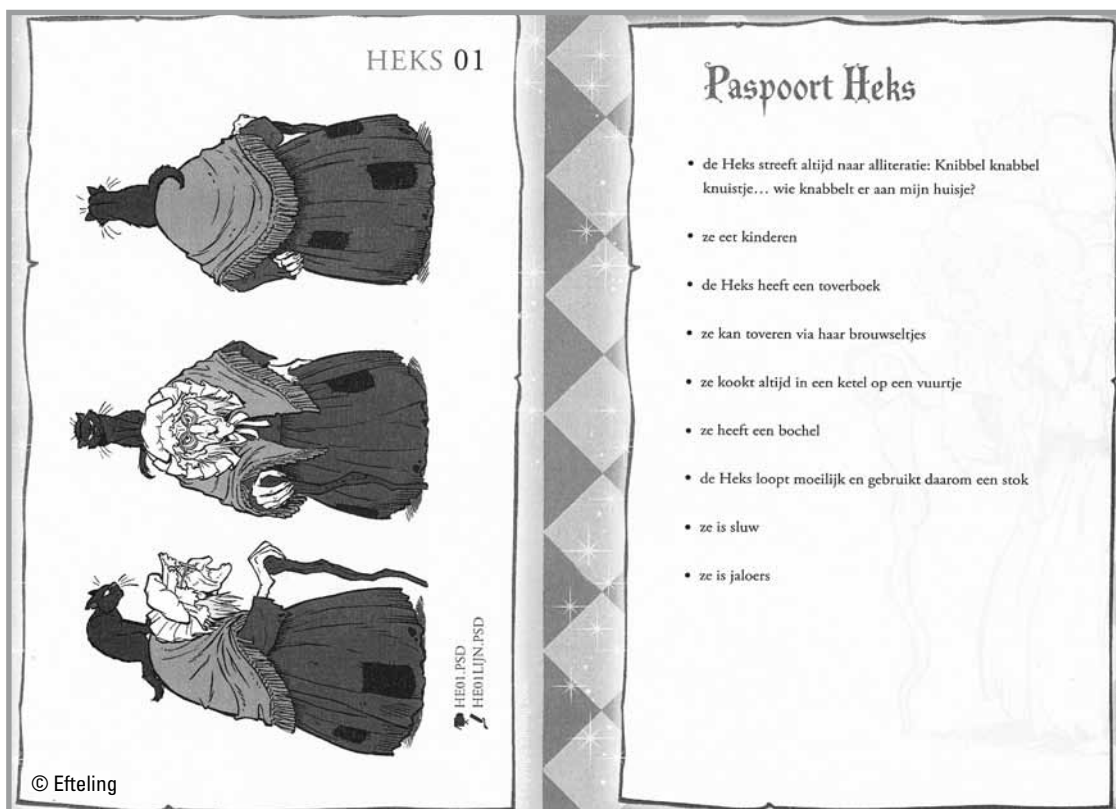 HEKS 01
HE01.PSD
HE01LIJN.PSD
© Efteling
Paspoort Heks
• de Heks streeft altijd naar alliteratie: Knibbel knabbel
knuistje… wie knabbelt er aan mijn huisje?
• ze eet kinderen
• de Heks heeft een toverboek
• ze kan toveren via haar brouwseltjes
• ze kookt altijd in een ketel op een vuurtje
• ze heeft een bochel
• de Heks loopt moeilijk en gebruikt daarom een stok
• ze is sluw
• ze is jaloers